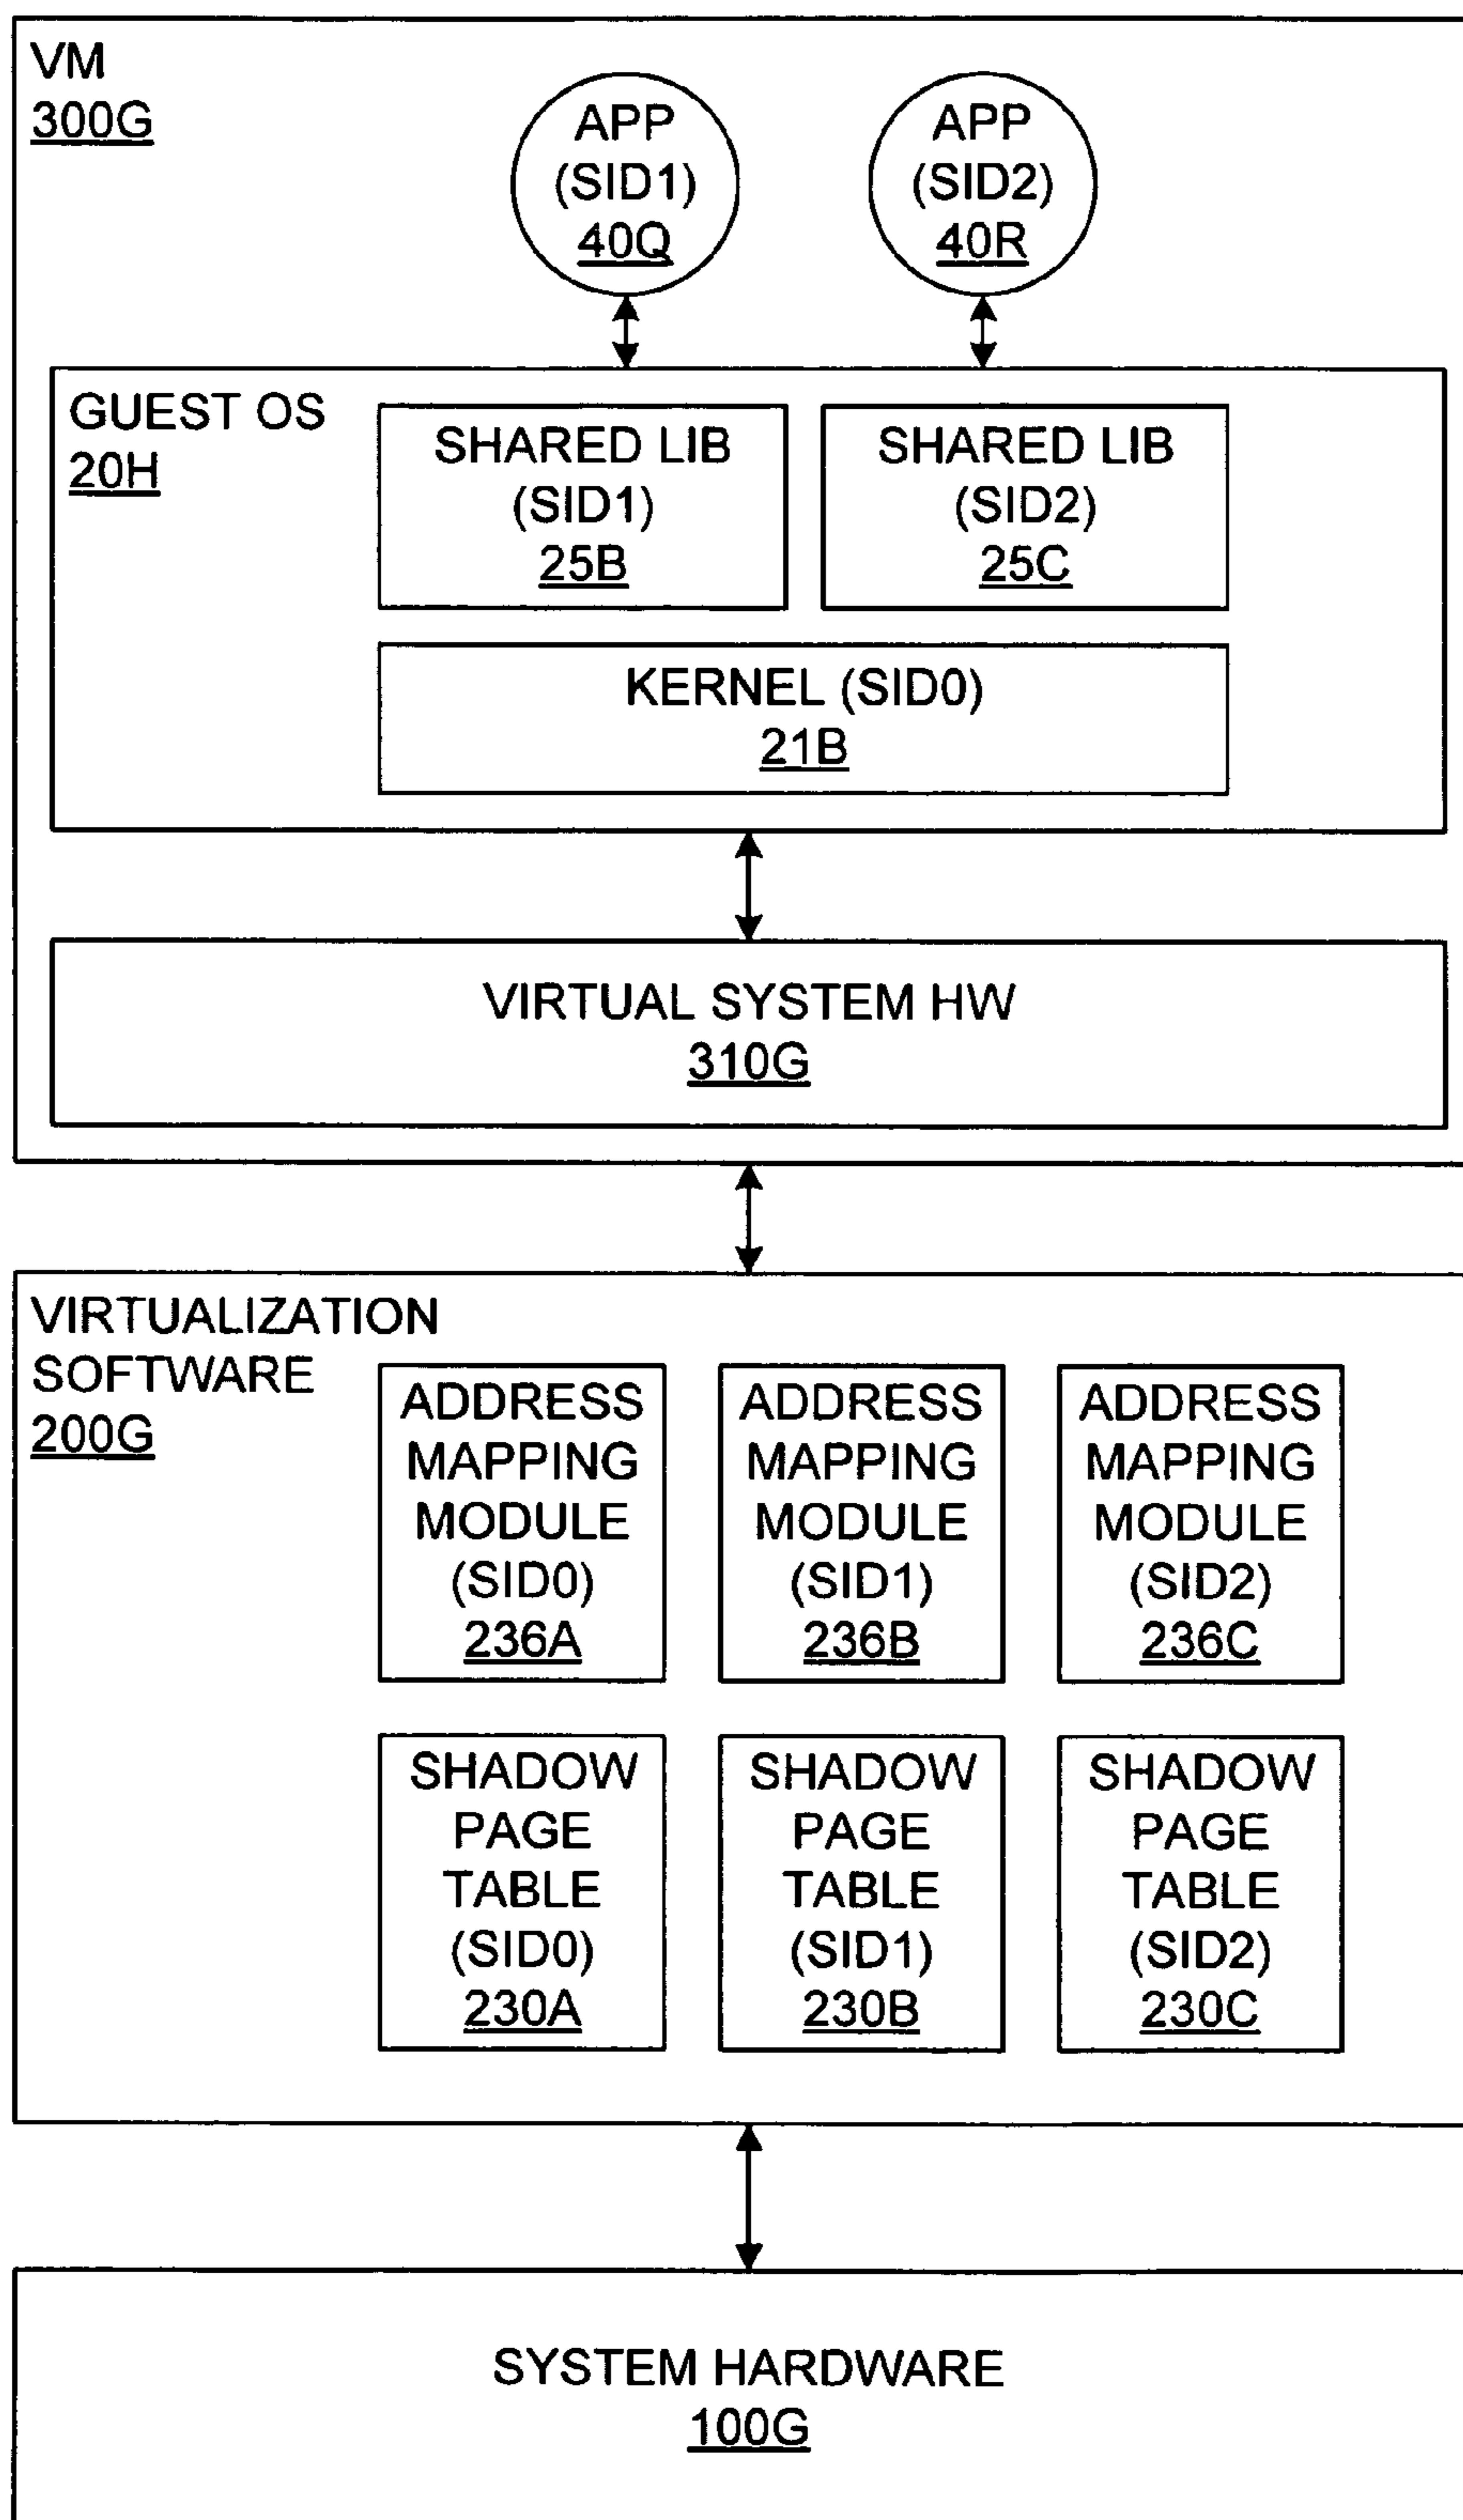 VM
300G
APP
(SID1)
40Q
APP
(SID2)
40R
GUEST OS
20H
SHARED LIB
(SID1)
25B
SHARED LIB
(SID2)
25C
KERNEL (SID0)
21B
VIRTUAL SYSTEM HW
310G
VIRTUALIZATION
SOFTWARE
200G
ADDRESS
MAPPING
MODULE
(SID0)
236A
ADDRESS
MAPPING
MODULE
(SID1)
236B
ADDRESS
MAPPING
MODULE
(SID2)
236C
SHADOW
PAGE
TABLE
(SID0)
230A
SHADOW
PAGE
TABLE
(SID1)
230B
SHADOW
PAGE
TABLE
(SID2)
230C
SYSTEM HARDWARE
100G